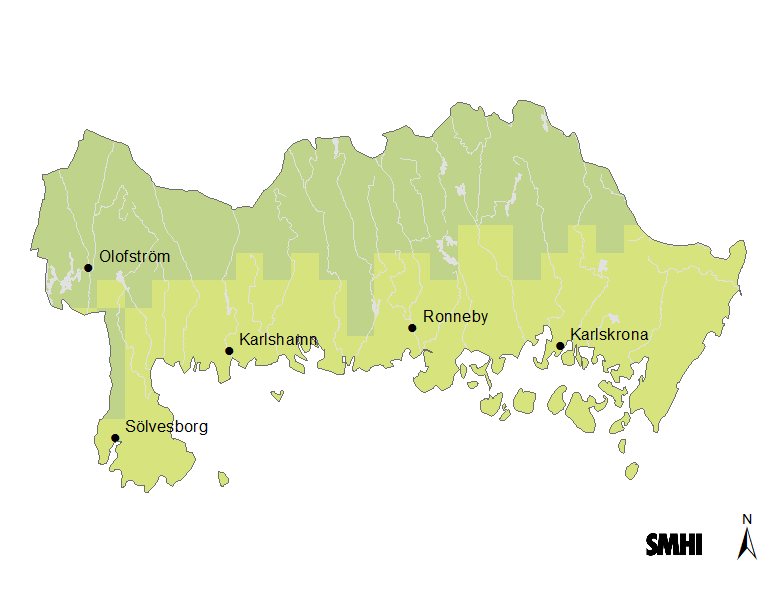 Olofström
Ronneby
Karlshamn
Karlskrona
Sölvesborg
N
SMHI